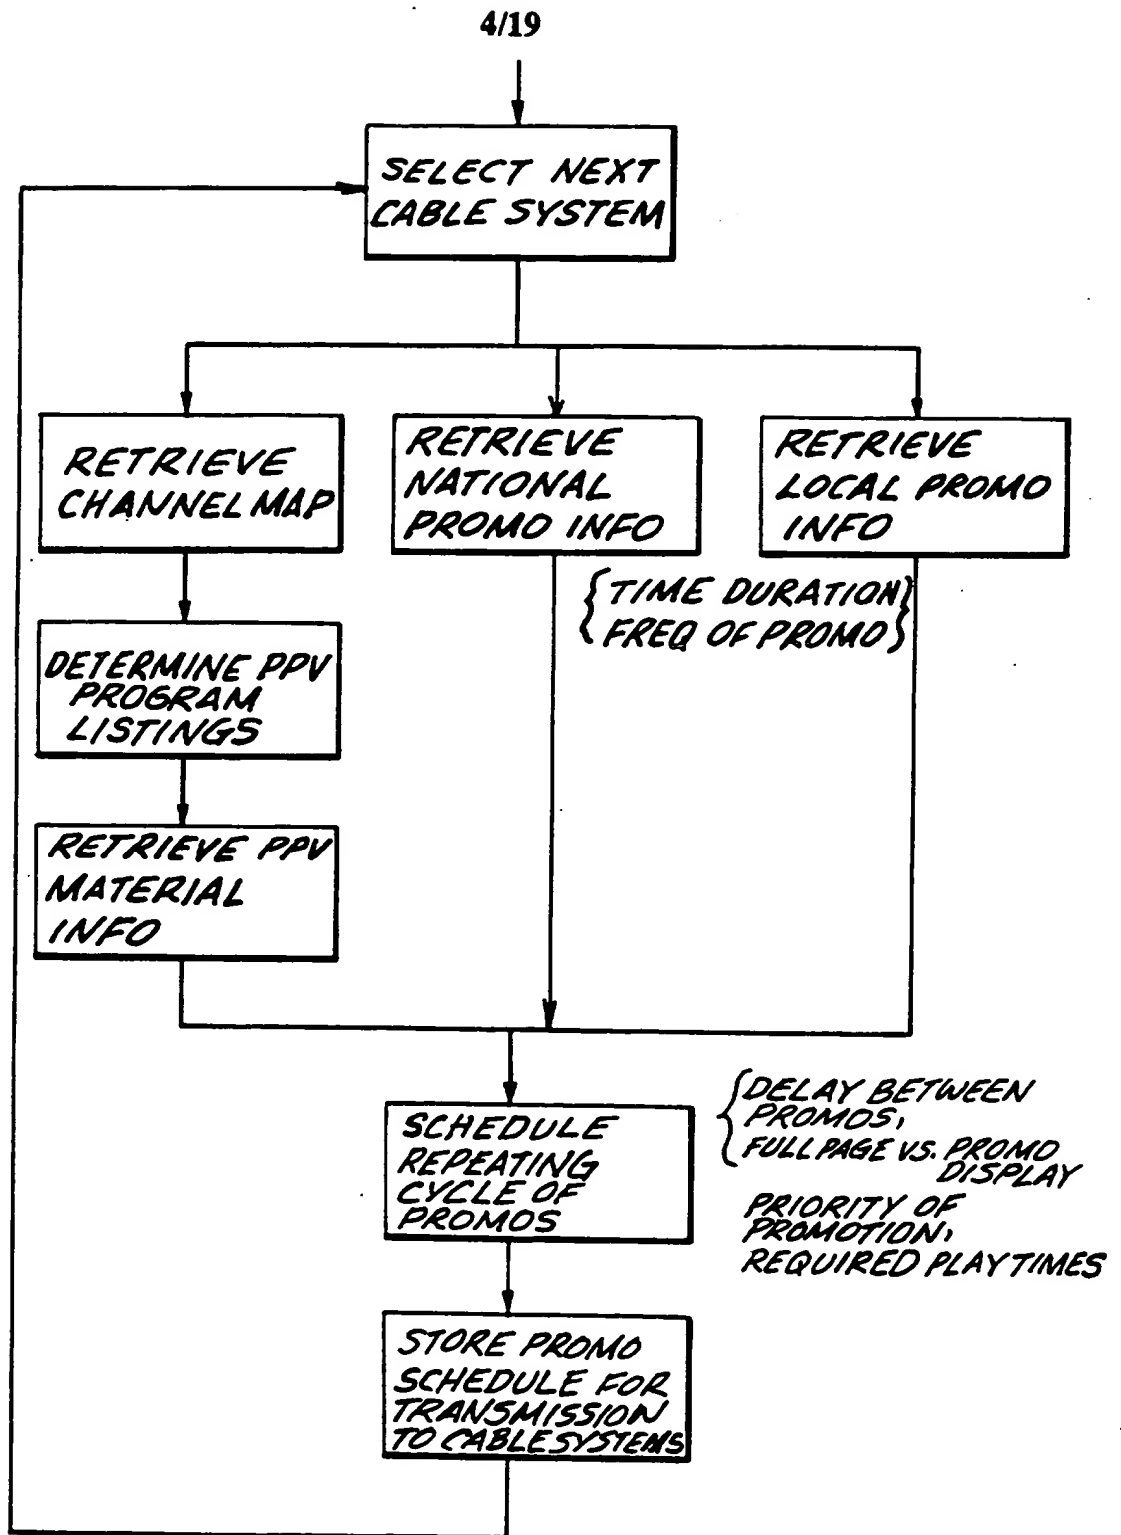 4/19
SELECT NEXT
CABLE SYSTEM
RETRIEVE
CHANNEL MAP
RETRIEVE
NATIONAL
PROMO INFO
RETRIEVE
LOCAL PROMO
INFO
{TIME DURATION}
{FREQ OF PROMO}
DETERMINE PPV
PROGRAM
LISTINGS
RETRIEVE PPV
MATERIAL
INFO
SCHEDULE
REPEATING
CYCLE OF
PROMOS
{DELAY BETWEEN
PROMOS,
FULL PAGE VS. PROMO
DISPLAY
PRIORITY OF
PROMOTION,
REQUIRED PLAYTIMES
STORE PROMO
SCHEDULE FOR
TRANSMISSION
TO CABLE SYSTEMS